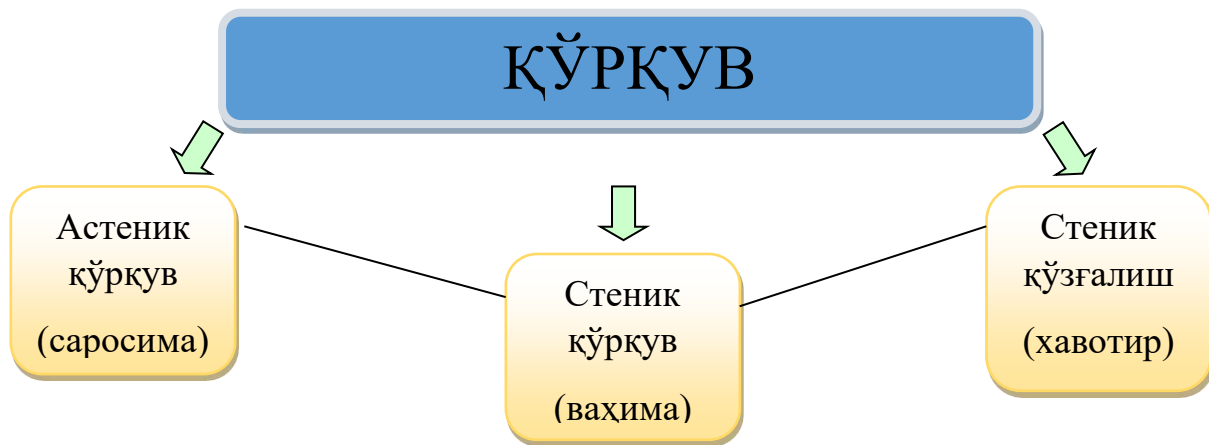 ҚЎРҚУВ
Астеник
қўрқув
(саросима)
Стеник
қўрқув
(ваҳима)
Стеник
қўзғалиш
(хавотир)